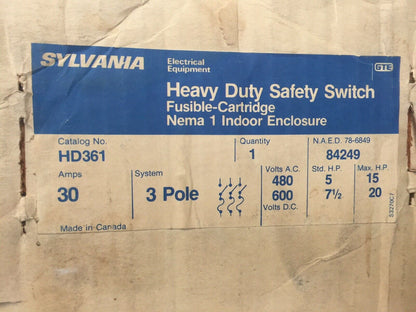 SYLVANIA
Electrical
Equipment
GTE
Heavy Duty Safety Switch
Fusible-Cartridge
Nema 1 Indoor Enclosure
Catalog No. Quantity N.A.E.D. 78-6849
HD361 1 84249
Amps System Volts A.C. Std. H.P. Max. H.P.
30 3 Pole 480 5 15
600 7½ 20
Volts D.C.
Made in Canada